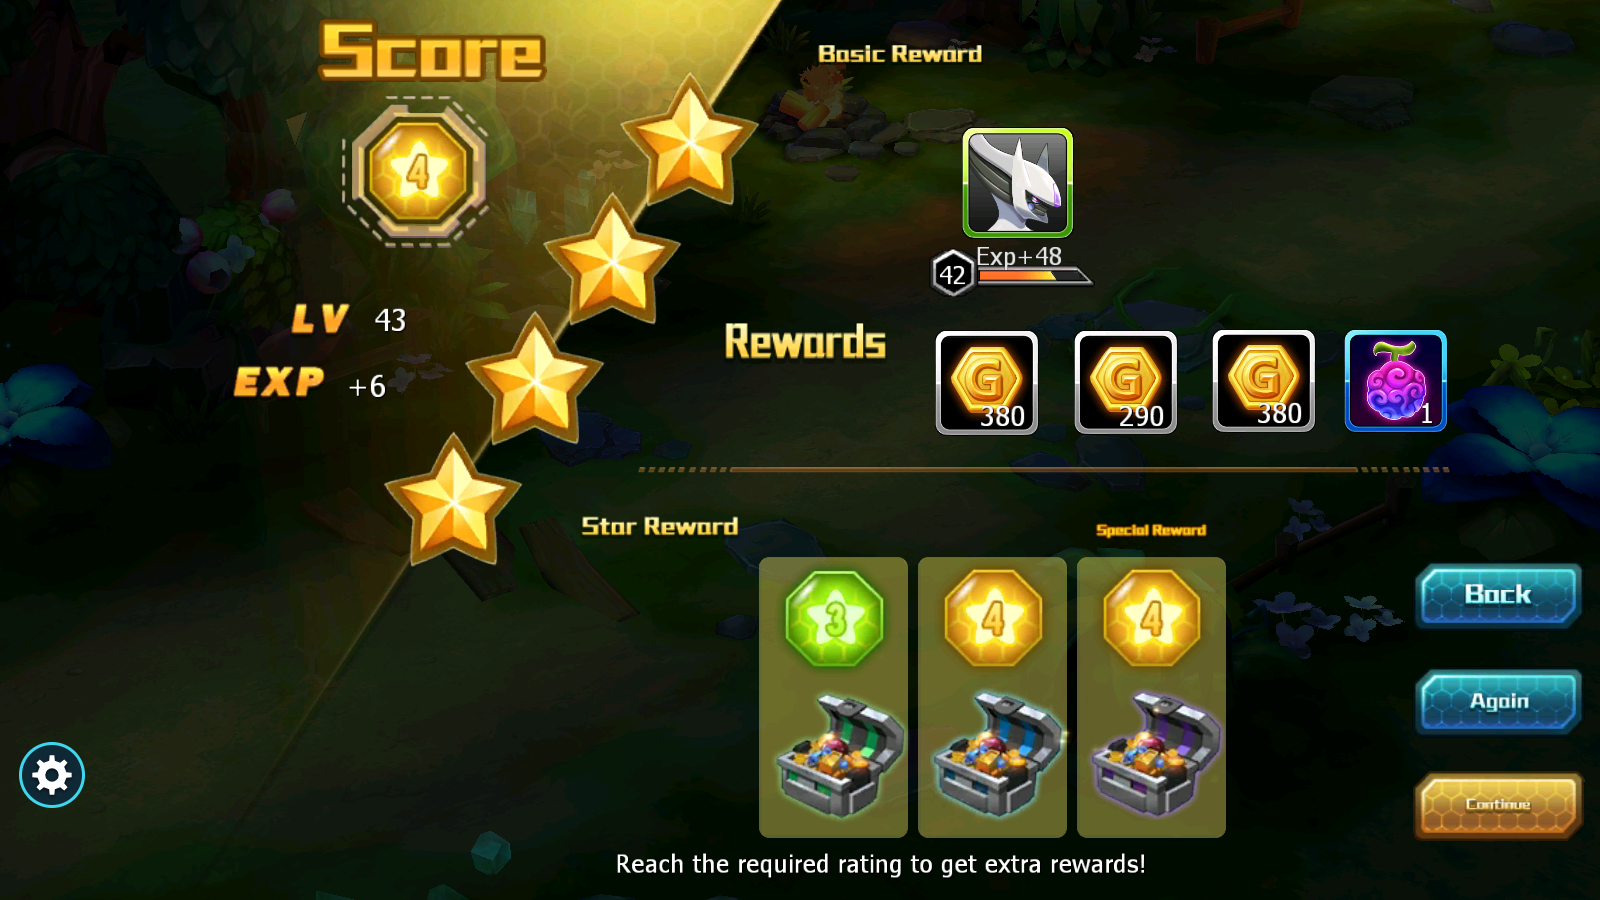 Score
4
LV 43
EXP +6
Basic Reward
Exp+48
42
Rewards
G 380
G 290
G 380
1
Star Reward
Special Reward
3
4
4
Back
Again
Continue
Reach the required rating to get extra rewards!